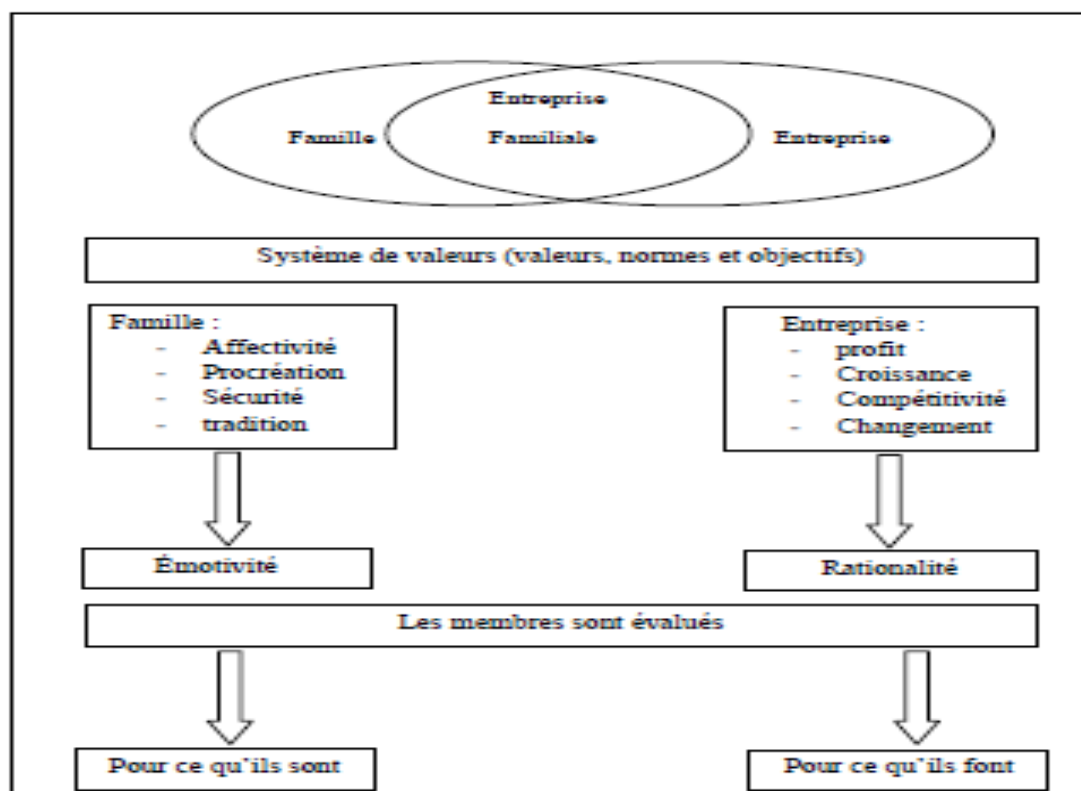 Entreprise
Famille Familiale Entreprise
Système de valeurs (valeurs, normes et objectifs)
Famille :
- Affectivité
- Procréation
- Sécurité
- tradition
Entreprise :
- profit
- Croissance
- Compétitivité
- Changement
Émotivité
Rationalité
Les membres sont évalués
Pour ce qu'ils sont
Pour ce qu'ils font